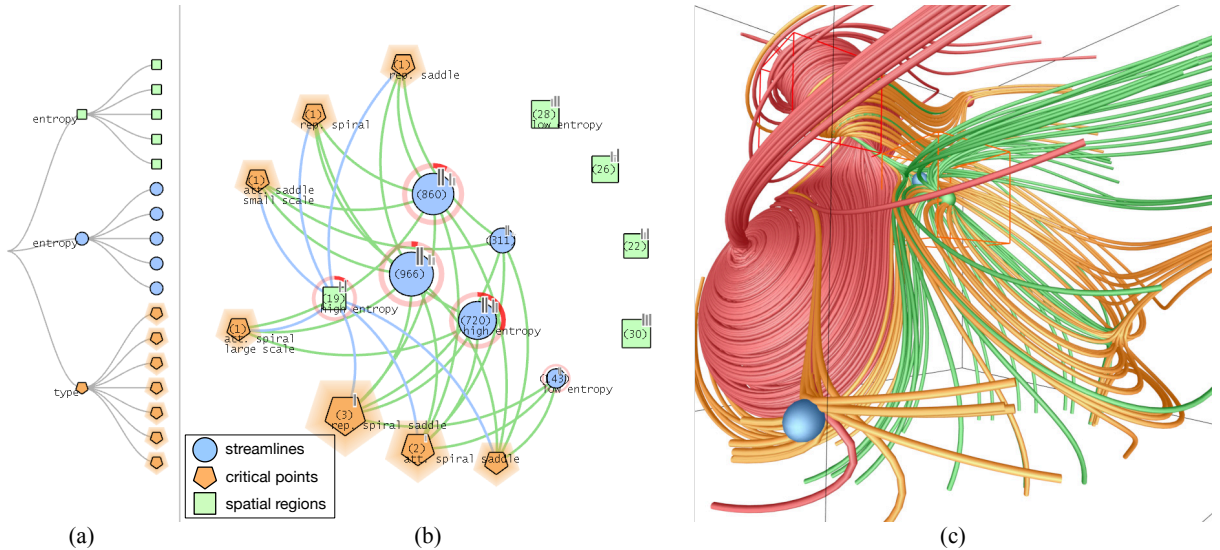 entropy
entropy
type
(a)
(1)
rep. saddle
(1)
rep. spiral
(28)
low entropy
(1)
att. saddle
small scale
(860)
(26)
(311)
(22)
(966)
(19)
high entropy
(720)
high entropy
(1)
att. spiral
large scale
(30)
(143)
low entropy
(3)
rep. spiral saddle
(2)
att. spiral saddle
streamlines
critical points
spatial regions
(b)
(c)